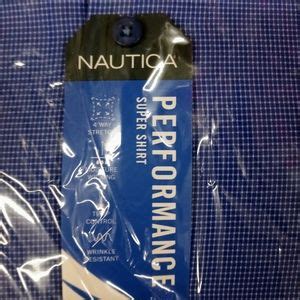 NAUTICA
PERFORMANCE
SUPER SHIRT
4 WAY
STRETCH
CONTROL
WRINKLE
RESISTANT